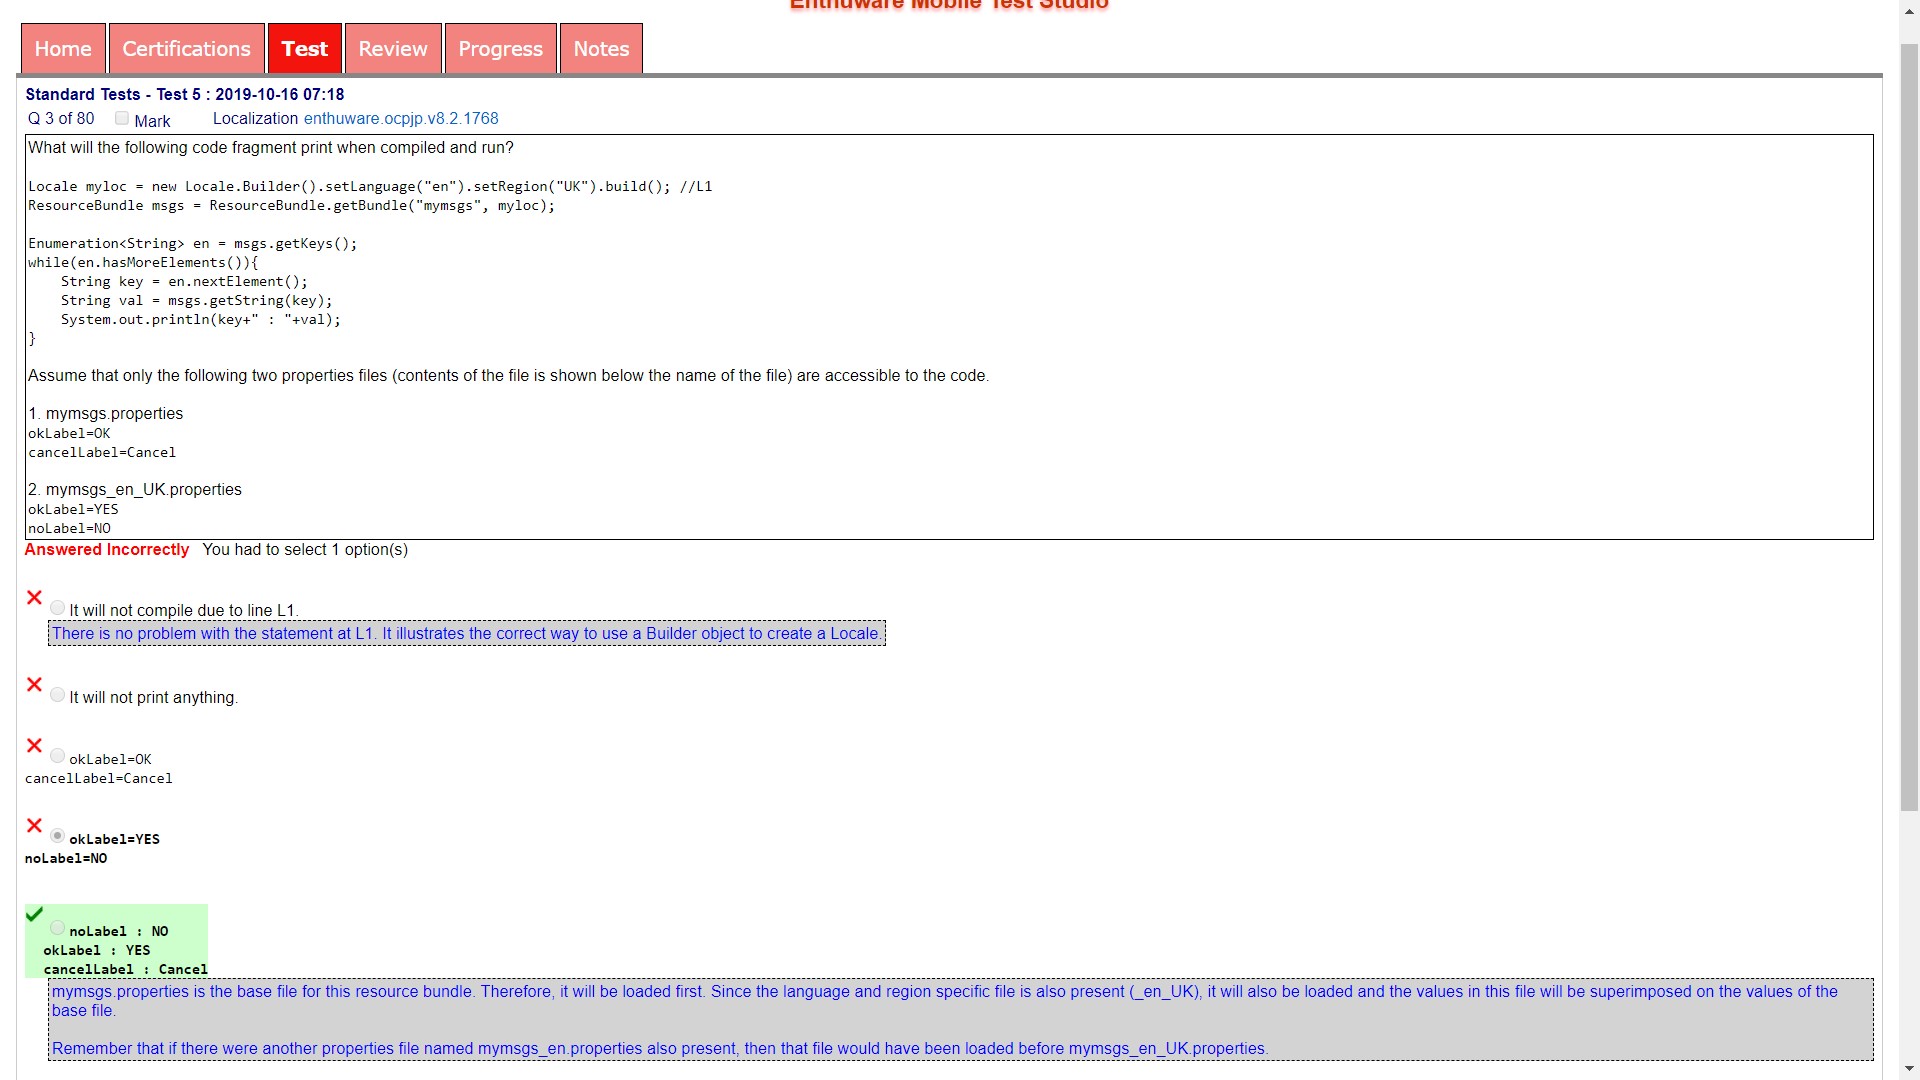 Enthuware Mobile Test Studio
Home Certifications Test Review Progress Notes
Standard Tests - Test 5 : 2019-10-16 07:18
Q 3 of 80 Mark Localization enthuware.ocpjp.v8.2.1768
What will the following code fragment print when compiled and run?
Locale myloc = new Locale.Builder().setLanguage("en").setRegion("UK").build(); //L1
ResourceBundle msgs = ResourceBundle.getBundle("mymsgs", myloc);
Enumeration<String> en = msgs.getKeys();
while(en.hasMoreElements()){
String key = en.nextElement();
String val = msgs.getString(key);
System.out.println(key+" : "+val);
}
Assume that only the following two properties files (contents of the file is shown below the name of the file) are accessible to the code.
1. mymsgs.properties
okLabel=OK
cancelLabel=Cancel
2. mymsgs_en_UK.properties
okLabel=YES
noLabel=NO
Answered Incorrectly You had to select 1 option(s)
It will not compile due to line L1.
There is no problem with the statement at L1. It illustrates the correct way to use a Builder object to create a Locale.
It will not print anything.
okLabel=OK
cancelLabel=Cancel
okLabel=YES
noLabel=NO
noLabel : NO
okLabel : YES
cancelLabel : Cancel
mymsgs.properties is the base file for this resource bundle. Therefore, it will be loaded first. Since the language and region specific file is also present (_en_UK), it will also be loaded and the values in this file will be superimposed on the values of the
base file.
Remember that if there were another properties file named mymsgs_en.properties also present, then that file would have been loaded before mymsgs_en_UK.properties.